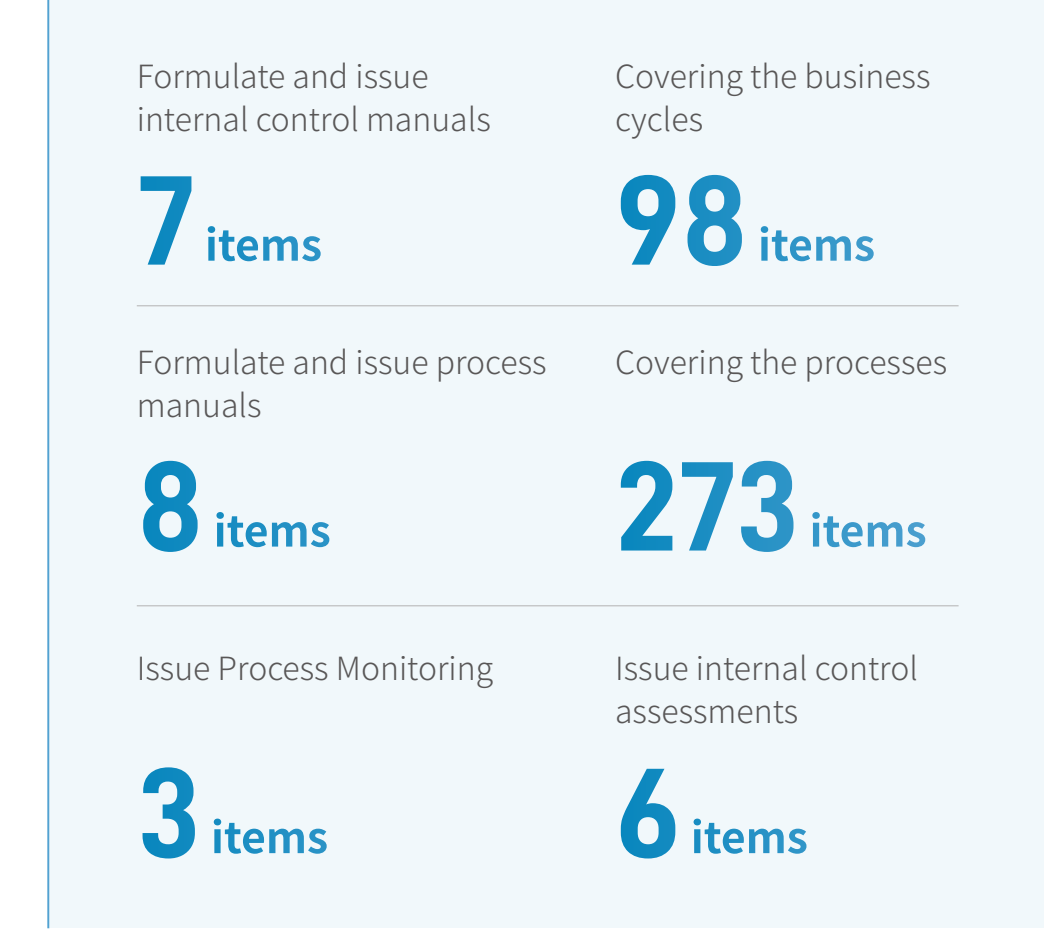 Formulate and issue
internal control manuals
7 items
Covering the business
cycles
98 items
Formulate and issue process
manuals
8 items
Covering the processes
273 items
Issue Process Monitoring
3 items
Issue internal control
assessments
6 items